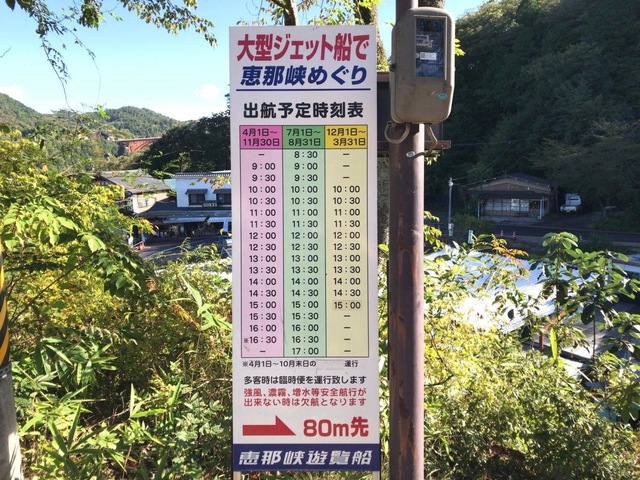 大型ジェット船で
恵那峡めぐり
出航予定時刻表
4月1日～ 7月1日～ 12月1日～
11月30日 8月31日 3月31日
― 8:30 ―
9:00 9:00 ―
9:30 9:30 ―
10:00 10:00 10:00
10:30 10:30 10:30
11:00 11:00 11:00
11:30 11:30 11:30
12:00 12:00 12:00
12:30 12:30 12:30
13:00 13:00 13:00
13:30 13:30 13:30
14:00 14:00 14:00
14:30 14:30 14:30
15:00 15:00 15:00
15:30 15:30
16:00 16:00
※16:30 16:30
― 17:00
※4月1日～10月末日の 運行
多客時は臨時便を運行致します
強風、濃霧、増水等安全航行が
出来ない時は欠航となります
80m先
恵那峡遊覧船